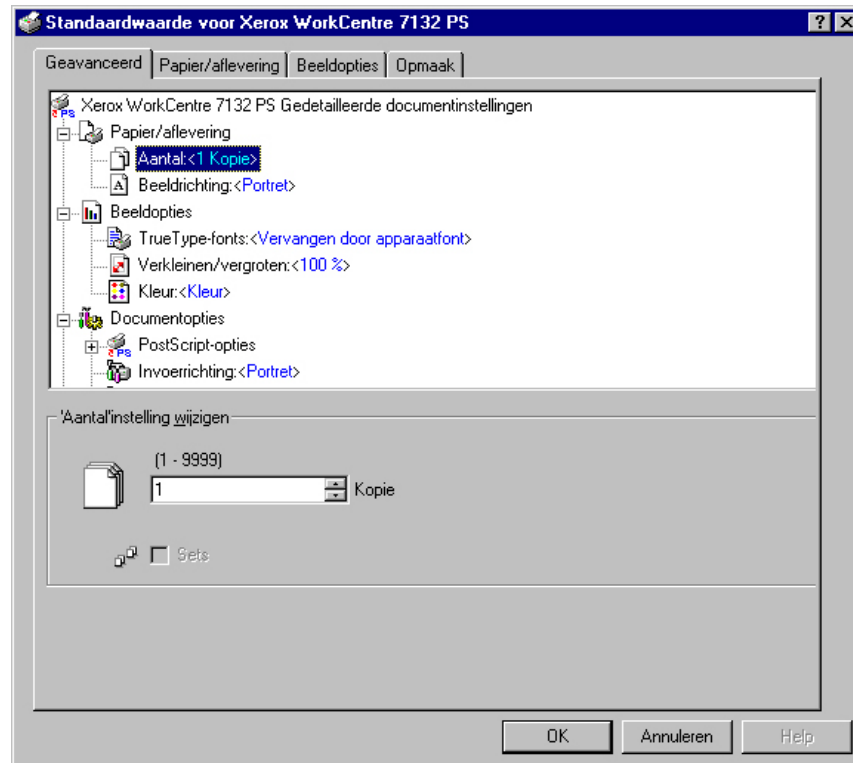 Standaardwaarde voor Xerox WorkCentre 7132 PS
Geavanceerd Papier/aflevering Beeldopties Opmaak
Xerox WorkCentre 7132 PS Gedetailleerde documentinstellingen
Papier/aflevering
Aantal:<1 Kopie>
Beeldrichting:<Portret>
Beeldopties
TrueType-fonts:<Vervangen door apparaatfont>
Verkleinen/vergroten:<100 %>
Kleur:<Kleur>
Documentopties
PostScript-opties
Invoerrichting:<Portret>
'Aantal'instelling wijzigen
(1 - 9999)
1 Kopie
Sets
OK Annuleren Help